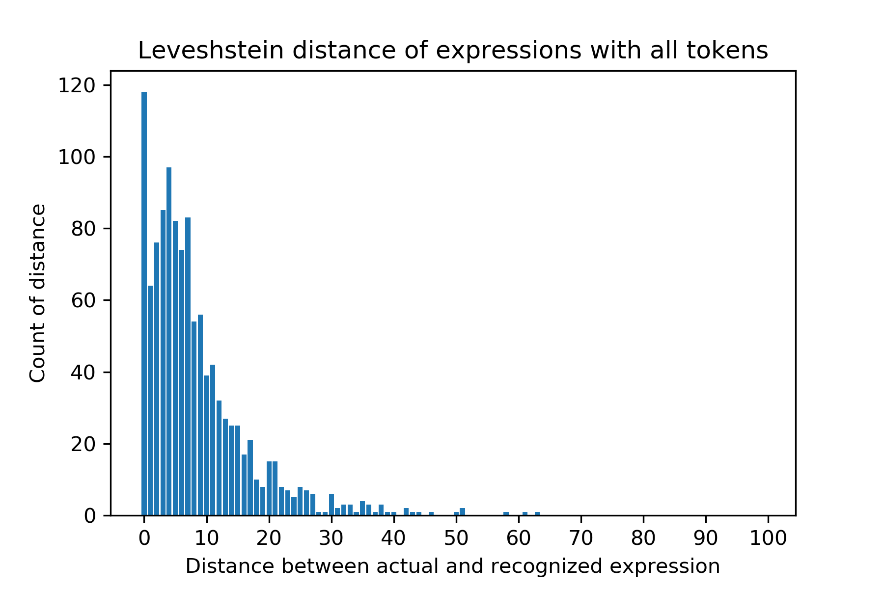 Leveshstein distance of expressions with all tokens
120
100
80
60
40
20
0
Count of distance
0 10 20 30 40 50 60 70 80 90 100
Distance between actual and recognized expression